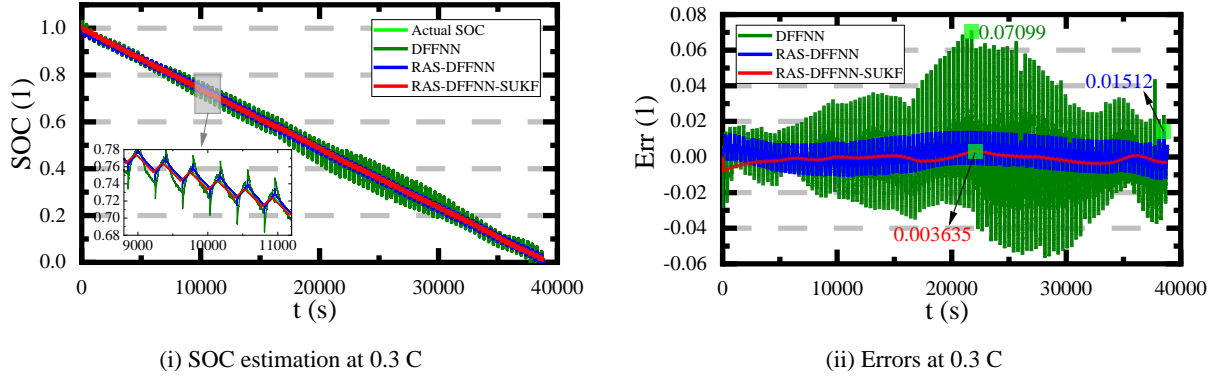 SOC (1)
1.0
0.8
0.6
0.4
0.2
0.0
Actual SOC
DFFNN
RAS-DFFNN
RAS-DFFNN-SUKF
0.78
0.76
0.74
0.72
0.70
0.68
9000 10000 11000
0 10000 20000 30000 40000
t (s)
(i) SOC estimation at 0.3 C
Err (1)
0.08
0.06
0.04
0.02
0.00
-0.02
-0.04
-0.06
DFFNN
RAS-DFFNN
RAS-DFFNN-SUKF
0.07099
0.01512
0.003635
0 10000 20000 30000 40000
t (s)
(ii) Errors at 0.3 C